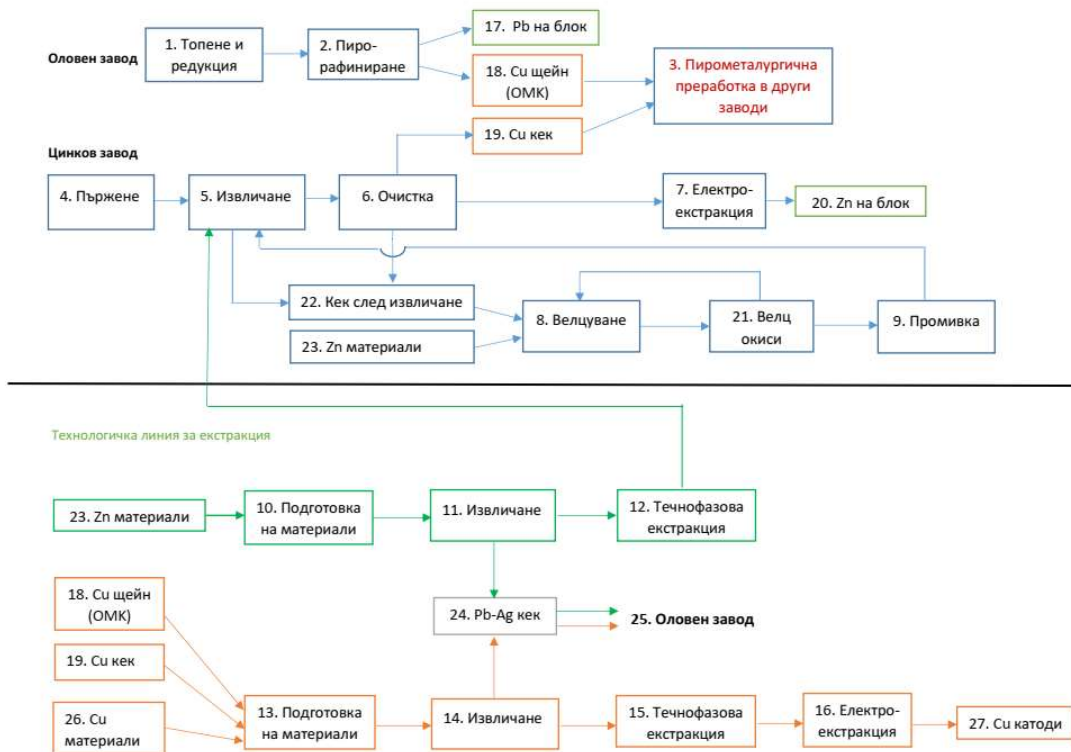 17. Pb на блок
Оловен завод
1. Топене и
редукция
2. Пиро-
рафиниране
18. Cu щейн
(ОМК)
3. Пирометалургична
преработка в други
заводи
19. Cu кек
Цинков завод
4. Пържене
5. Извличане
6. Очистка
7. Електро-
екстракция
20. Zn на блок
22. Кек след извличане
8. Велцуване
21. Велц
окиси
9. Промивка
23. Zn материали
Технологичка линия за екстракция
23. Zn материали
10. Подготовка
на материали
11. Извличане
12. Течнофазова
екстракция
18. Cu щейн
(ОМК)
24. Pb-Ag кек
25. Оловен завод
19. Cu кек
26. Cu
материали
13. Подготовка
на материали
14. Извличане
15. Течнофазова
екстракция
16. Електро-
екстракция
27. Cu катоди